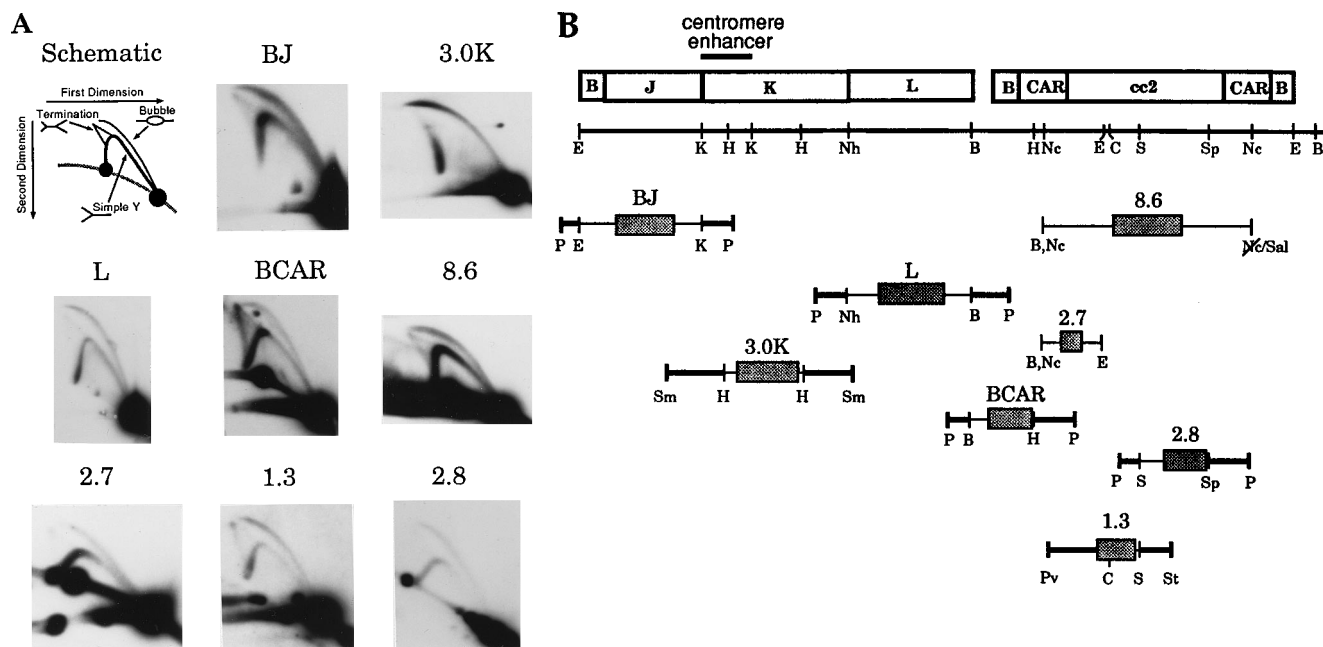 A
Schematic
BJ
3.0K
First Dimension
Termination
Bubble
Second Dimension
Simple Y
L
BCAR
8.6
2.7
1.3
2.8
B
centromere
enhancer
B J K L B CAR cc2 CAR B
E K H K H Nh B H Nc E C S Sp Nc E B
BJ
P E K P
8.6
B,Nc Nc/Sal
L
P Nh B P
2.7
B,Nc E
3.0K
Sm H H Sm
BCAR
P B H P
2.8
P S Sp P
1.3
Pv C S St